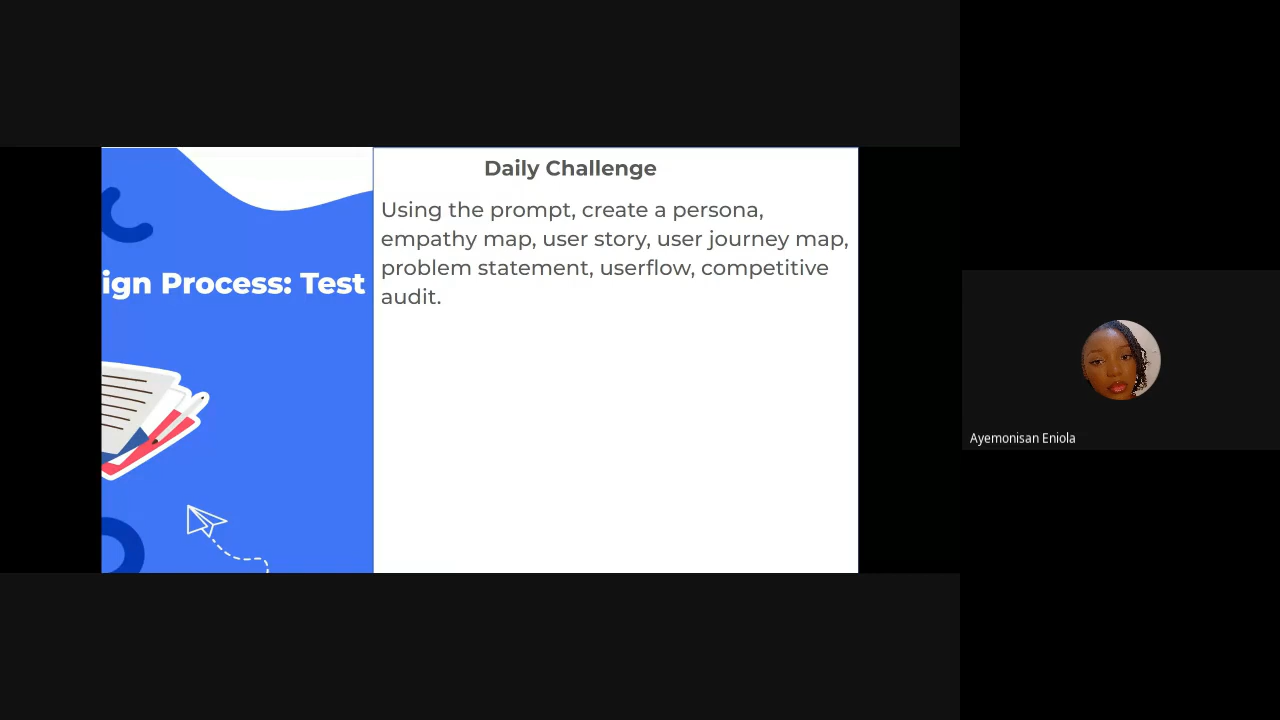 Daily Challenge
Using the prompt, create a persona,
empathy map, user story, user journey map,
problem statement, userflow, competitive
audit.
ign Process: Test
Ayemonisan Eniola